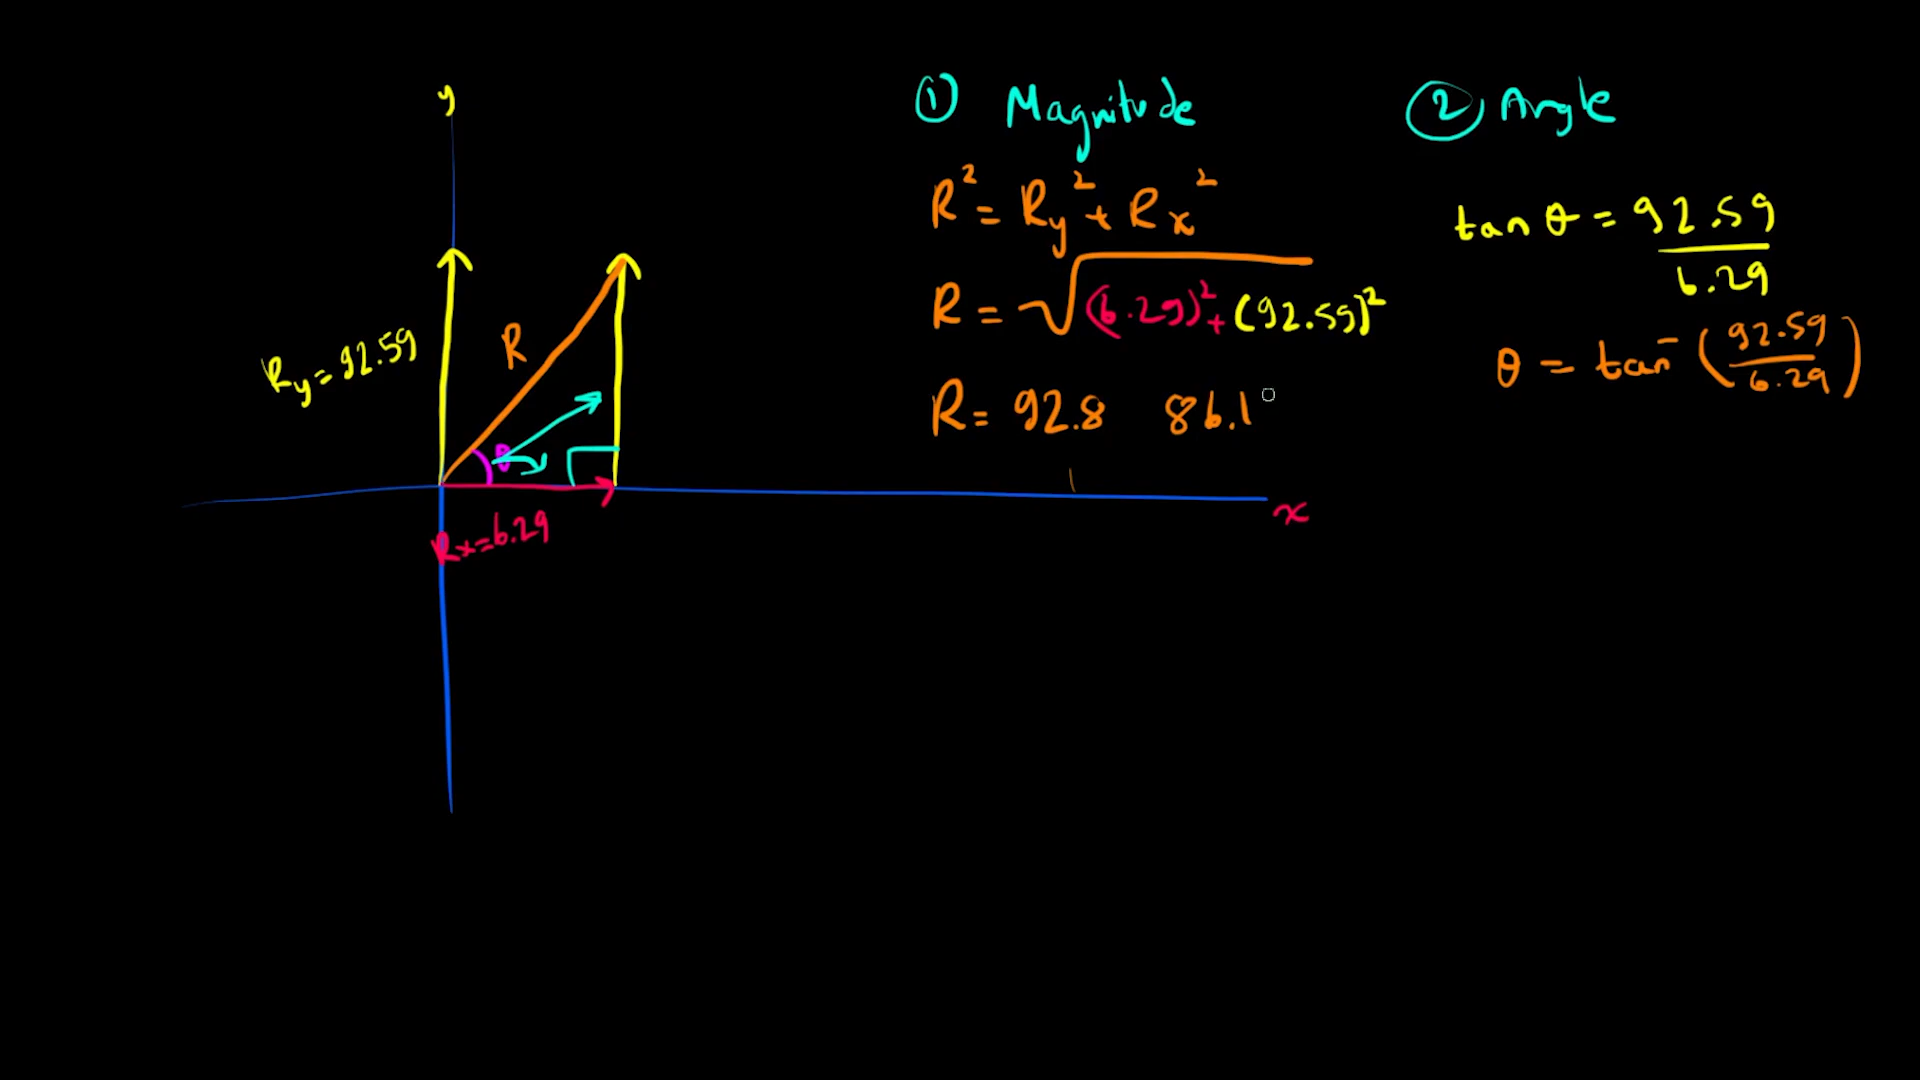 y
Ry=92.59
R
θ
Rx=6.29
x
① Magnitude
R² = Ry² + Rx²
R = √(6.29)² + (92.59)²
R = 92.8 86.1°
② Angle
tan θ = 92.59
6.29
θ = tan⁻ (92.59/6.29)